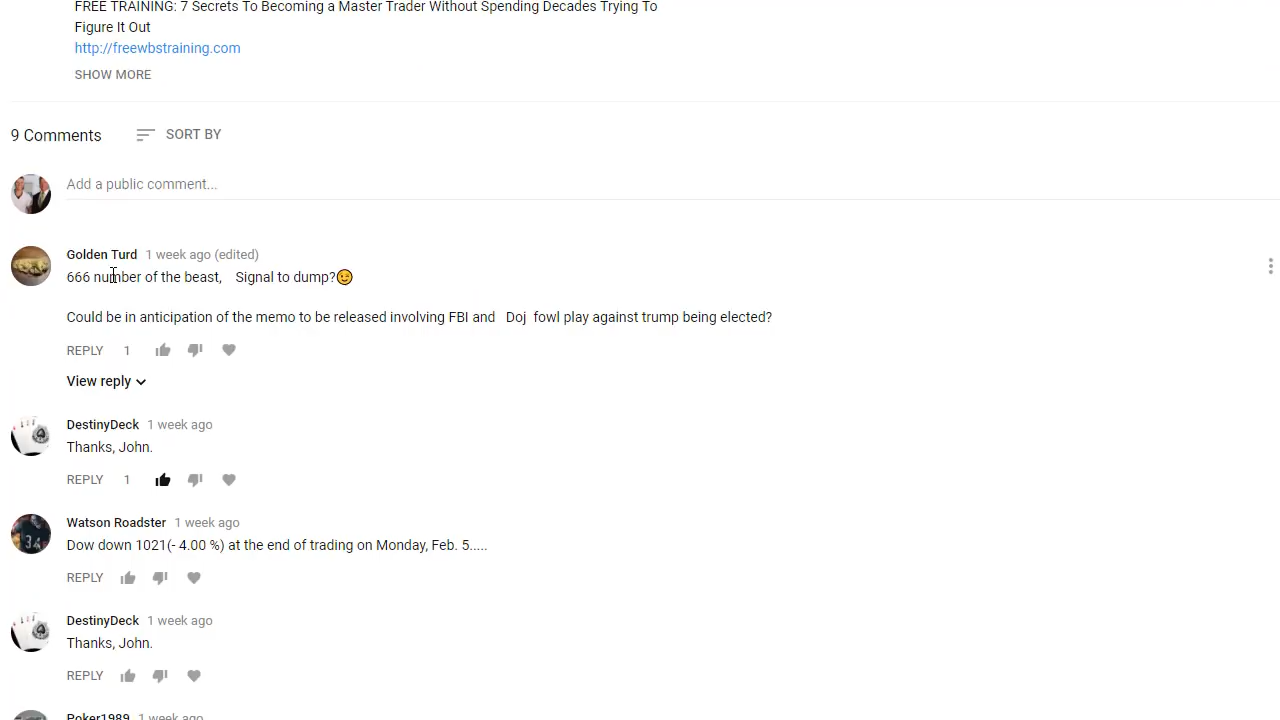 FREE TRAINING: 7 Secrets To Becoming a Master Trader Without Spending Decades Trying To
Figure It Out
http://freewbstraining.com
SHOW MORE
9 Comments SORT BY
Add a public comment...
Golden Turd 1 week ago (edited)
666 number of the beast, Signal to dump?😉
Could be in anticipation of the memo to be released involving FBI and Doj fowl play against trump being elected?
REPLY 1
View reply
DestinyDeck 1 week ago
Thanks, John.
REPLY 1
Watson Roadster 1 week ago
Dow down 1021(- 4.00 %) at the end of trading on Monday, Feb. 5.....
REPLY
DestinyDeck 1 week ago
Thanks, John.
REPLY
Poker1989 1 week ago